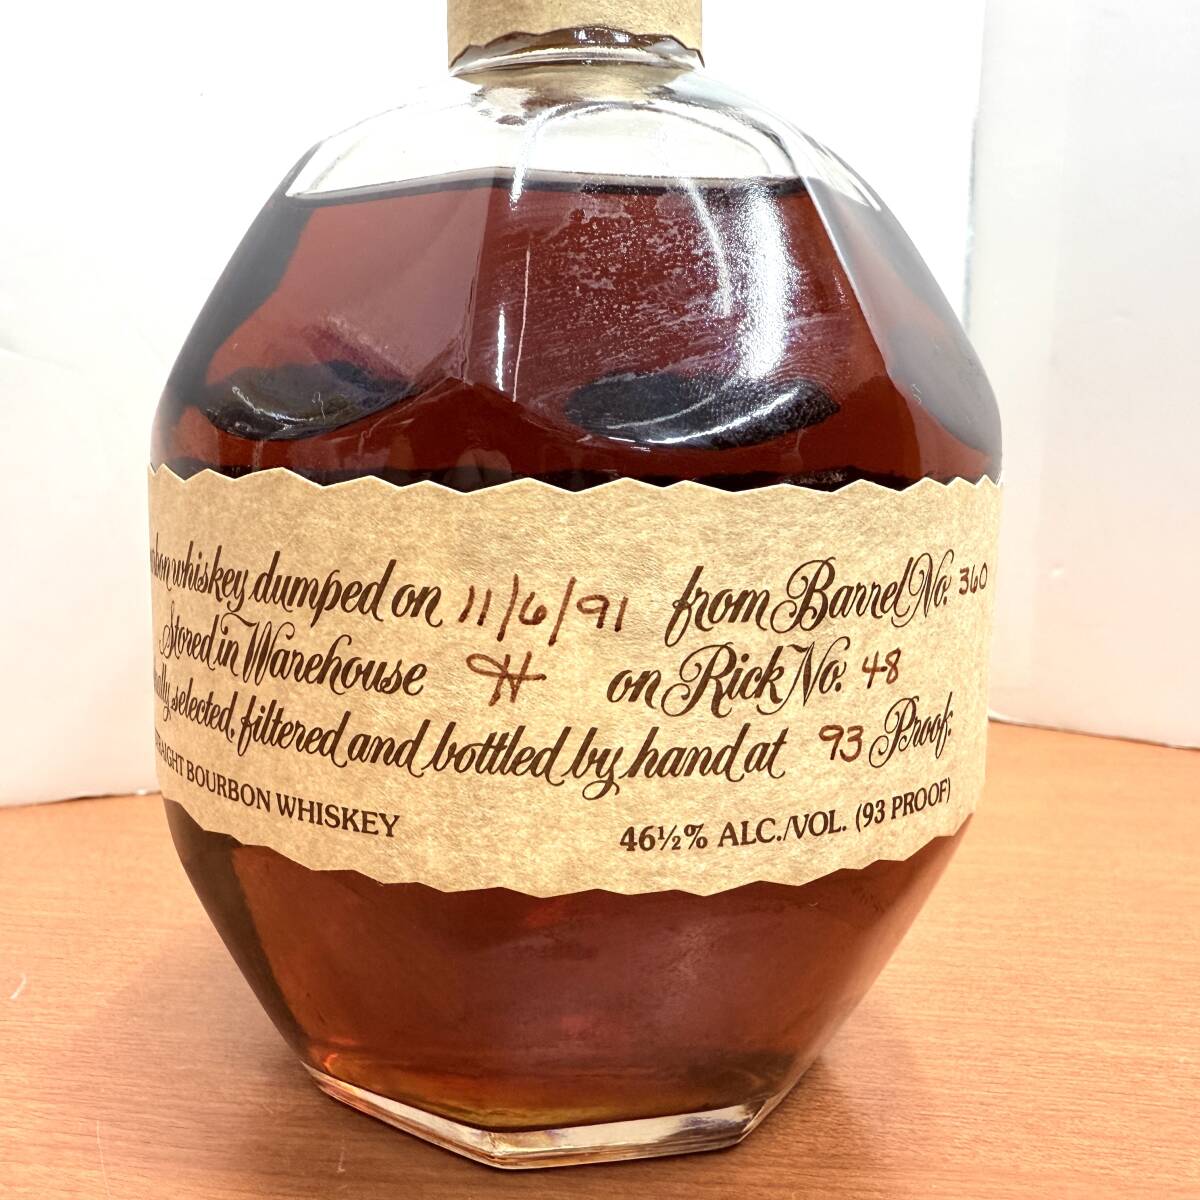 whiskey dumped on 11/6/91 from Barrel No. 360
Stored in Warehouse H on Rick No. 48
selected, filtered and bottled by hand at 93 Proof.
STRAIGHT BOURBON WHISKEY 46½% ALC./VOL. (93 PROOF)